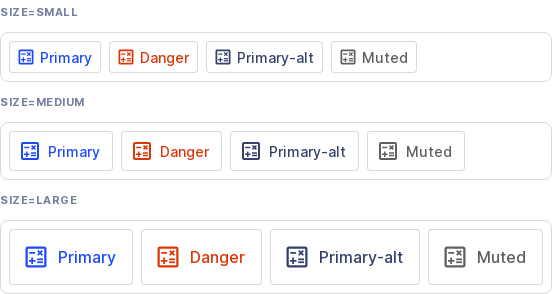 SIZE=SMALL
Primary Danger Primary-alt Muted
SIZE=MEDIUM
Primary Danger Primary-alt Muted
SIZE=LARGE
Primary Danger Primary-alt Muted